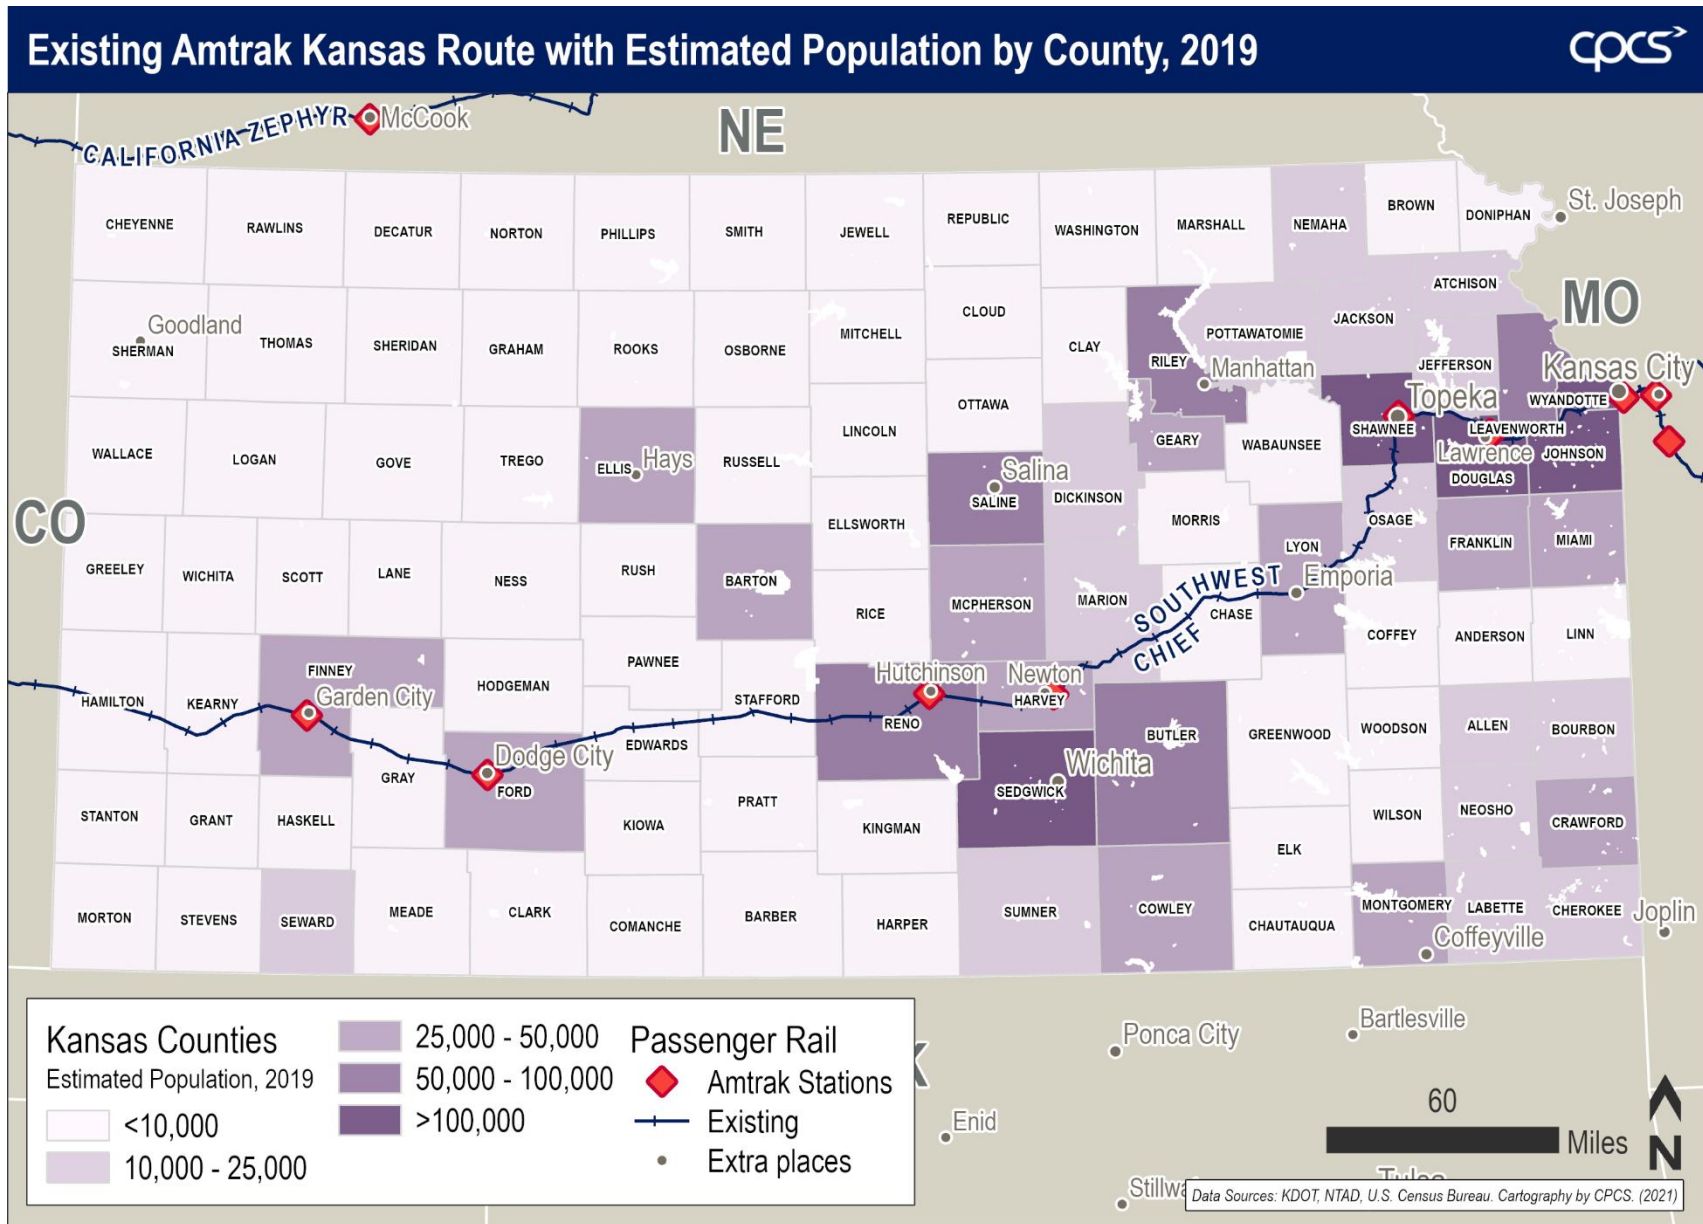 Existing Amtrak Kansas Route with Estimated Population by County, 2019
cpcs
CALIFORNIA ZEPHYR
McCook
NE
St. Joseph
CHEYENNE
RAWLINS
DECATUR
NORTON
PHILLIPS
SMITH
JEWELL
REPUBLIC
WASHINGTON
MARSHALL
NEMAHA
BROWN
DONIPHAN
MO
Goodland
SHERMAN
THOMAS
SHERIDAN
GRAHAM
ROOKS
OSBORNE
MITCHELL
CLOUD
CLAY
RILEY
POTTAWATOMIE
JACKSON
ATCHISON
JEFFERSON
Manhattan
Kansas City
WYANDOTTE
Topeka
SHAWNEE
LEAVENWORTH
Lawrence
DOUGLAS
JOHNSON
WALLACE
LOGAN
GOVE
TREGO
ELLIS
Hays
RUSSELL
LINCOLN
OTTAWA
GEARY
WABAUNSEE
CO
Salina
SALINE
DICKINSON
ELLSWORTH
MORRIS
LYON
OSAGE
FRANKLIN
MIAMI
GREELEY
WICHITA
SCOTT
LANE
NESS
RUSH
BARTON
RICE
MCPHERSON
MARION
SOUTHWEST
CHIEF
CHASE
Emporia
COFFEY
ANDERSON
LINN
HAMILTON
KEARNY
FINNEY
Garden City
HODGEMAN
PAWNEE
STAFFORD
Hutchinson
RENO
Newton
HARVEY
EDWARDS
Dodge City
FORD
GRAY
BUTLER
GREENWOOD
WOODSON
ALLEN
BOURBON
STANTON
GRANT
HASKELL
KIOWA
PRATT
KINGMAN
Wichita
SEDGWICK
ELK
WILSON
NEOSHO
CRAWFORD
MORTON
STEVENS
SEWARD
MEADE
CLARK
COMANCHE
BARBER
HARPER
SUMNER
COWLEY
CHAUTAUQUA
MONTGOMERY
Coffeyville
LABETTE
CHEROKEE
Joplin
Kansas Counties
Estimated Population, 2019
<10,000
10,000 - 25,000
25,000 - 50,000
50,000 - 100,000
>100,000
Passenger Rail
Amtrak Stations
Existing
Extra places
Ponca City
Bartlesville
Enid
60
Miles
N
Data Sources: KDOT, NTAD, U.S. Census Bureau. Cartography by CPCS. (2021)